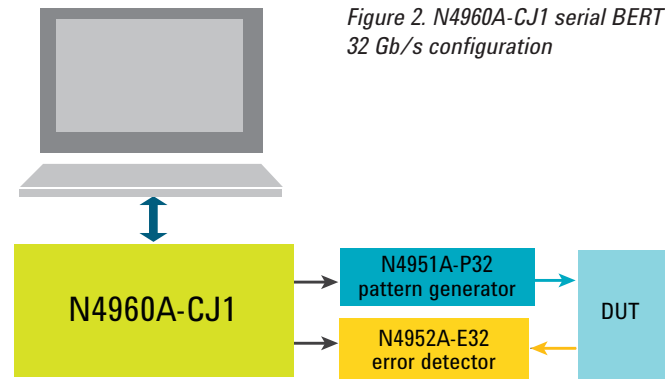 Figure 2. N4960A-CJ1 serial BERT
32 Gb/s configuration
N4960A-CJ1
N4951A-P32
pattern generator
N4952A-E32
error detector
DUT